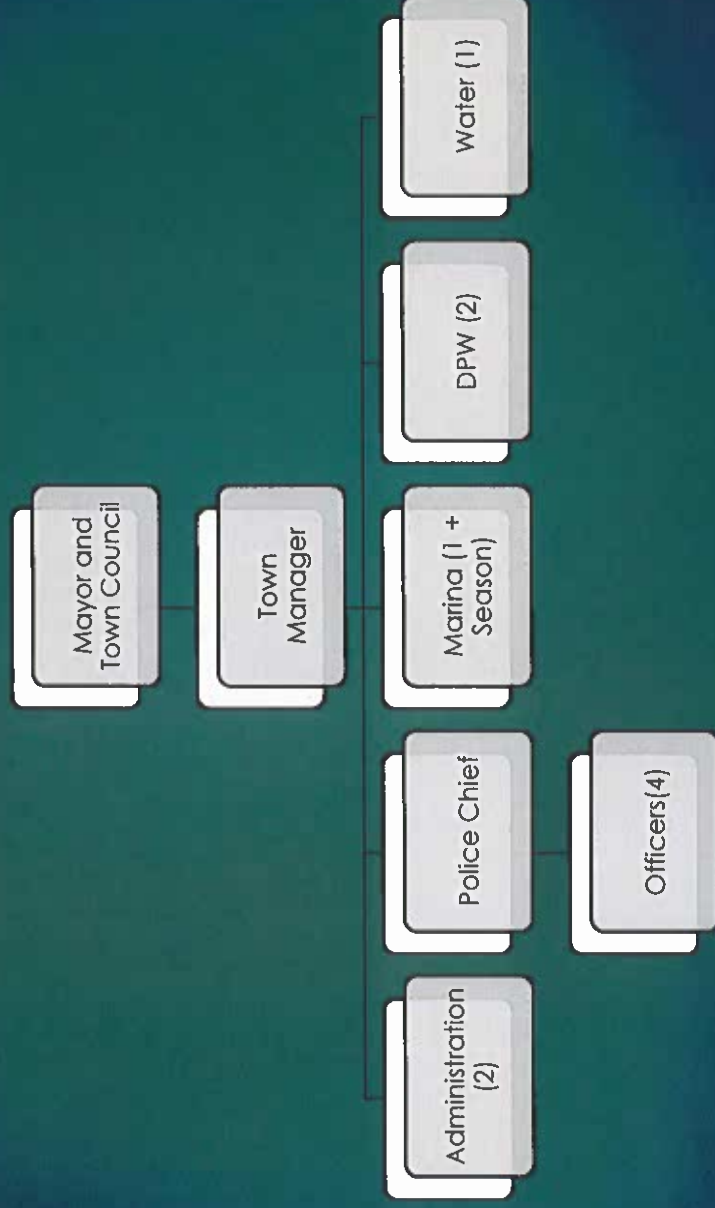 Mayor and
Town Council
Town
Manager
Administration
(2)
Police Chief
Marina (1 +
Season)
DPW (2)
Water (1)
Officers(4)